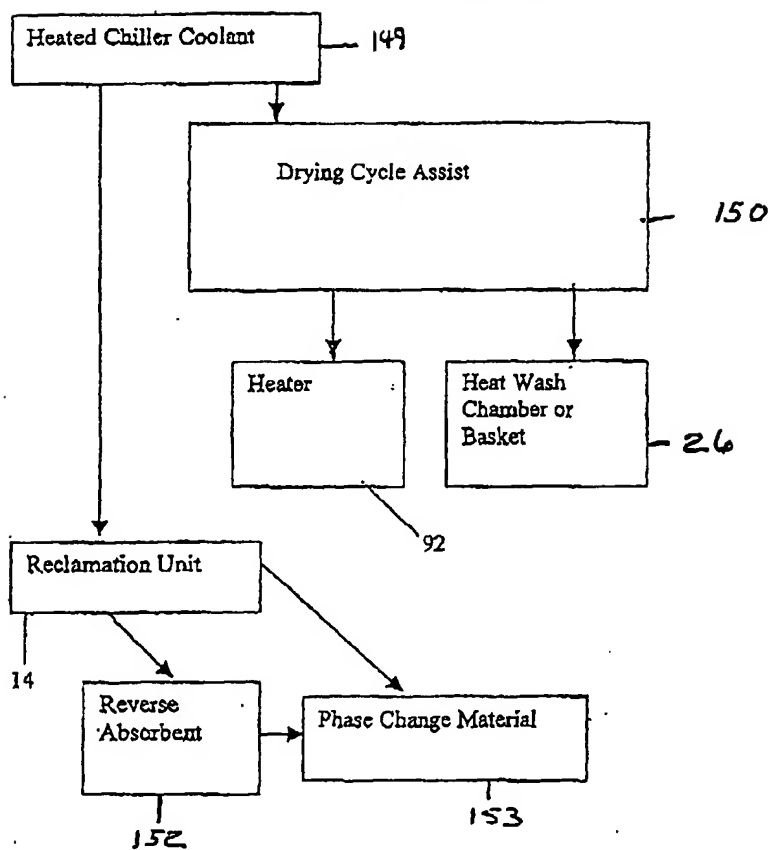 Heated Chiller Coolant
149
Drying Cycle Assist
150
Heater
Heat Wash
Chamber or
Basket
26
92
Reclamation Unit
14
Reverse
Absorbent
Phase Change Material
152
153